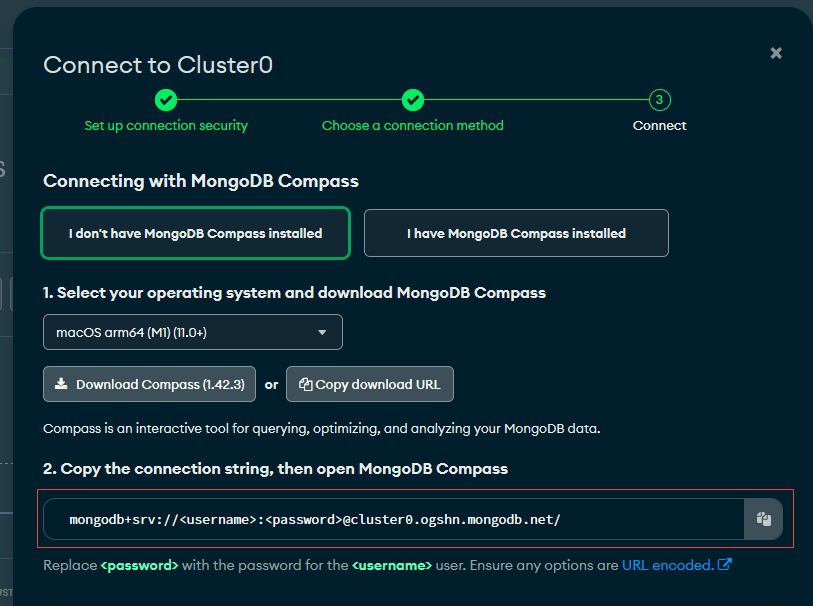 Connect to Cluster0
3
Set up connection security
Choose a connection method
Connect
Connecting with MongoDB Compass
I don't have MongoDB Compass installed
I have MongoDB Compass installed
1. Select your operating system and download MongoDB Compass
macOS arm64 (M1) (11.0+)
Download Compass (1.42.3) or Copy download URL
Compass is an interactive tool for querying, optimizing, and analyzing your MongoDB data.
2. Copy the connection string, then open MongoDB Compass
mongodb+srv://<username>:<password>@cluster0.ogshn.mongodb.net/
Replace <password> with the password for the <username> user. Ensure any options are URL encoded.